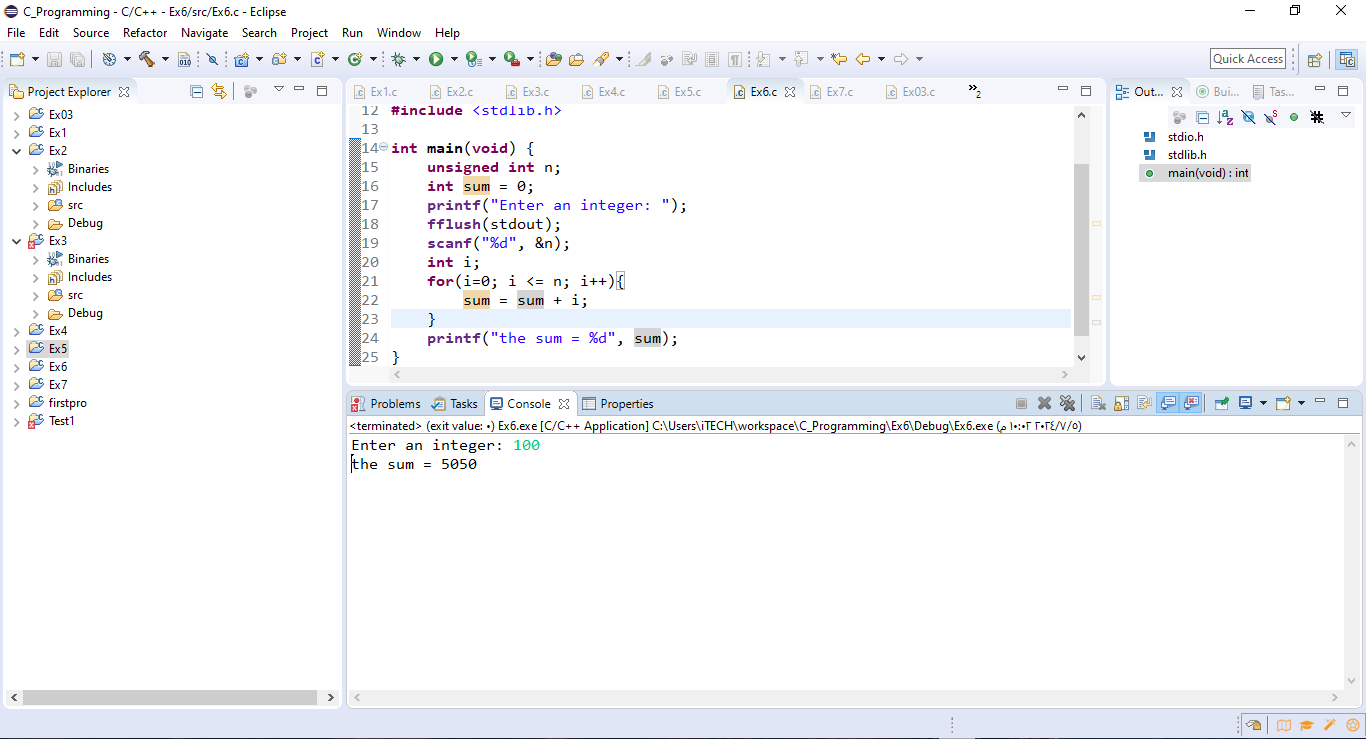 C_Programming - C/C++ - Ex6/src/Ex6.c - Eclipse
File Edit Source Refactor Navigate Search Project Run Window Help
Quick Access
Project Explorer
Ex03
Ex1
Ex2
Binaries
Includes
src
Debug
Ex3
Binaries
Includes
src
Debug
Ex4
Ex5
Ex6
Ex7
firstpro
Test1
Ex1.c Ex2.c Ex3.c Ex4.c Ex5.c Ex6.c Ex7.c Ex03.c »2
12 #include <stdlib.h>
13
14 int main(void) {
15 unsigned int n;
16 int sum = 0;
17 printf("Enter an integer: ");
18 fflush(stdout);
19 scanf("%d", &n);
20 int i;
21 for(i=0; i <= n; i++){
22 sum = sum + i;
23 }
24 printf("the sum = %d", sum);
25 }
Out... Bui... Tas...
stdio.h
stdlib.h
main(void) : int
Problems Tasks Console Properties
<terminated> (exit value: ٠) Ex6.exe [C/C++ Application] C:\Users\iTECH\workspace\C_Programming\Ex6\Debug\Ex6.exe (٢٠٢٤/٧/٥ ١٠:٠٢ م)
Enter an integer: 100
the sum = 5050